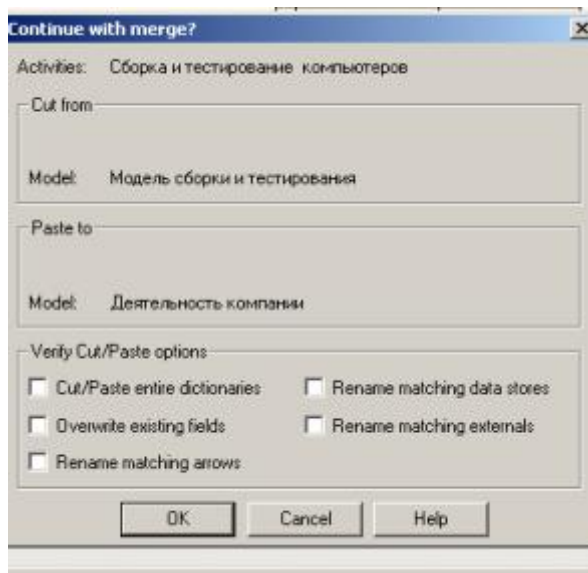 Continue with merge?
Activities: Сборка и тестирование компьютеров
Cut from
Model: Модель сборки и тестирования
Paste to
Model: Деятельность компании
Verify Cut/Paste options
Cut/Paste entire dictionaries Rename matching data stores
Overwrite existing fields Rename matching externals
Rename matching arrows
OK Cancel Help